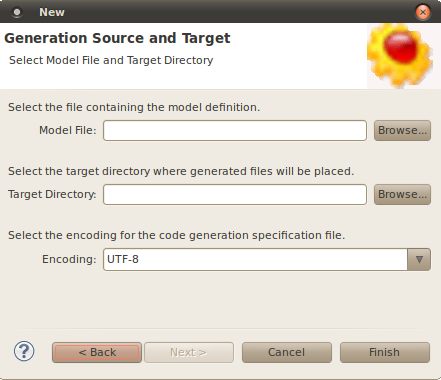 New
Generation Source and Target
Select Model File and Target Directory
Select the file containing the model definition.
Model File: Browse...
Select the target directory where generated files will be placed.
Target Directory: Browse...
Select the encoding for the code generation specification file.
Encoding: UTF-8
? < Back Next > Cancel Finish